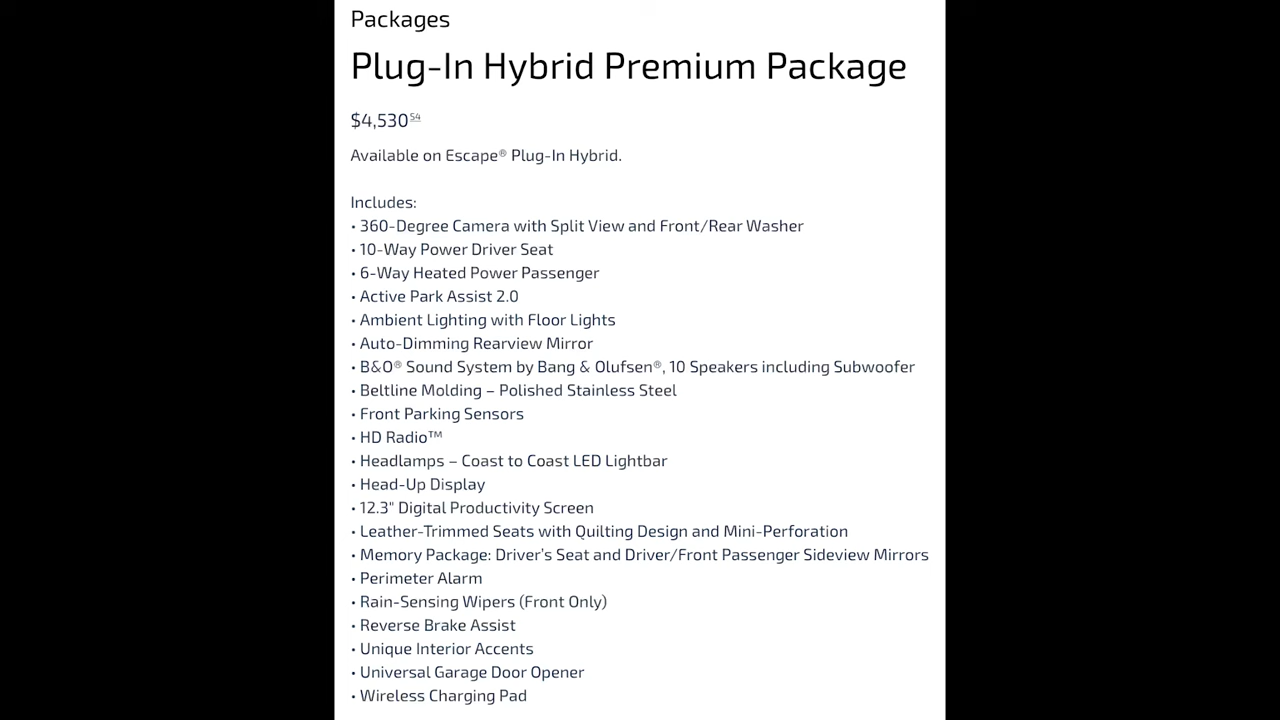 Packages
Plug-In Hybrid Premium Package
$4,530⁵⁴
Available on Escape® Plug-In Hybrid.
Includes:
• 360-Degree Camera with Split View and Front/Rear Washer
• 10-Way Power Driver Seat
• 6-Way Heated Power Passenger
• Active Park Assist 2.0
• Ambient Lighting with Floor Lights
• Auto-Dimming Rearview Mirror
• B&O® Sound System by Bang & Olufsen®, 10 Speakers including Subwoofer
• Beltline Molding – Polished Stainless Steel
• Front Parking Sensors
• HD Radio™
• Headlamps – Coast to Coast LED Lightbar
• Head-Up Display
• 12.3" Digital Productivity Screen
• Leather-Trimmed Seats with Quilting Design and Mini-Perforation
• Memory Package: Driver's Seat and Driver/Front Passenger Sideview Mirrors
• Perimeter Alarm
• Rain-Sensing Wipers (Front Only)
• Reverse Brake Assist
• Unique Interior Accents
• Universal Garage Door Opener
• Wireless Charging Pad